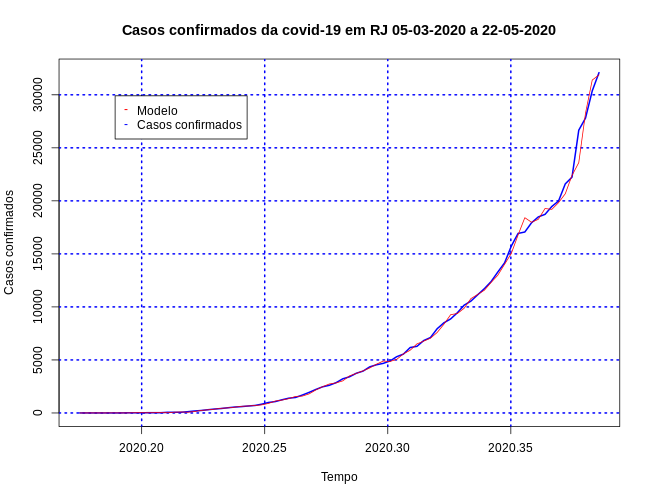 Casos confirmados da covid-19 em RJ 05-03-2020 a 22-05-2020
Casos confirmados
30000
25000
20000
15000
10000
5000
0
- Modelo
- Casos confirmados
2020.20 2020.25 2020.30 2020.35
Tempo